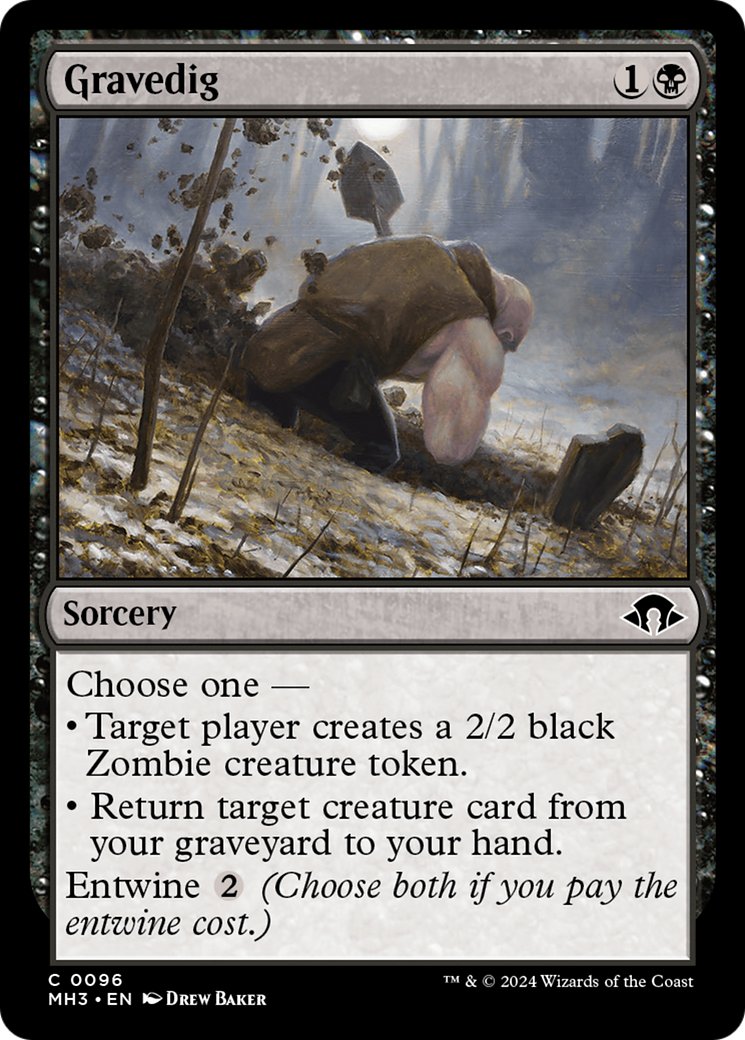 Gravedig 1
Sorcery
Choose one —
• Target player creates a 2/2 black
Zombie creature token.
• Return target creature card from
your graveyard to your hand.
Entwine 2 (Choose both if you pay the
entwine cost.)
C 0096
MH3 • EN DREW BAKER
™ & © 2024 Wizards of the Coast